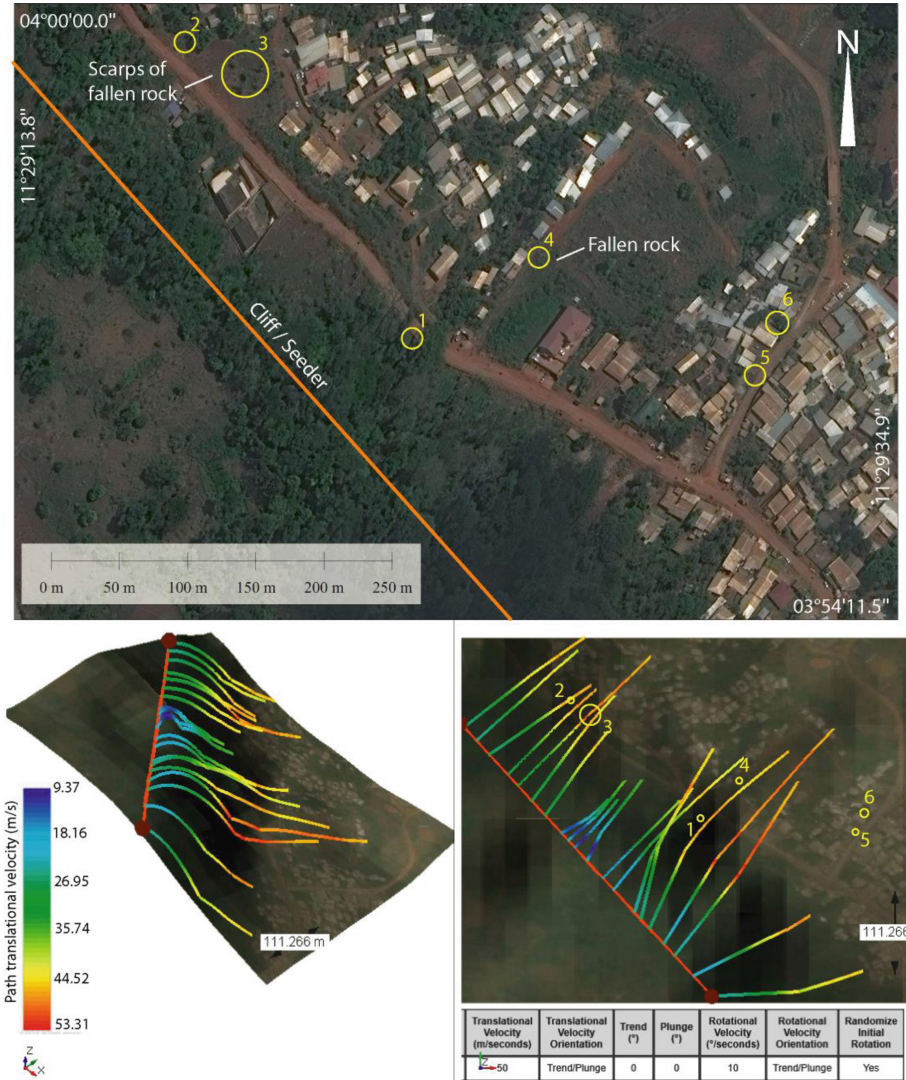 04°00'00.0"
2
3
N
Scarps of
fallen rock
11°29'13.8"
4
Fallen rock
1
Cliff / Seeder
6
5
11°29'34.9"
0 m 50 m 100 m 150 m 200 m 250 m
03°54'11.5"
Path translational velocity (m/s)
9.37
18.16
26.95
35.74
44.52
53.31
111.266 m
Z
X
2
3
4
1
6
5
111.266
Translational Velocity (m/seconds) Translational Velocity Orientation Trend (°) Plunge (°) Rotational Velocity (°/seconds) Rotational Velocity Orientation Randomize Initial Rotation
Z 50 Trend/Plunge 0 0 10 Trend/Plunge Yes